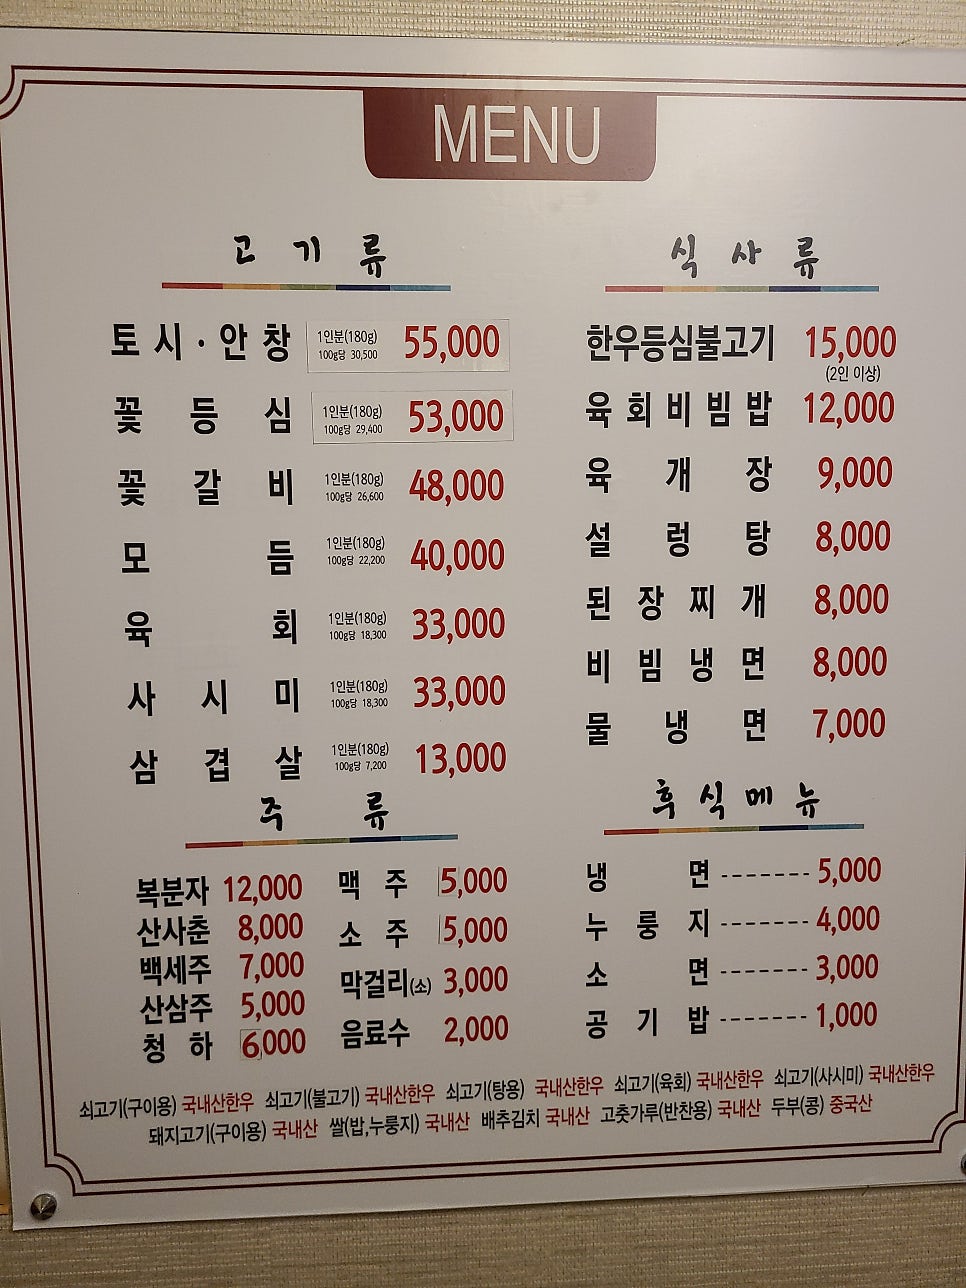 MENU
고기류
토시·안창 1인분(180g) 100g당 30,500 55,000
꽃등심 1인분(180g) 100g당 29,400 53,000
꽃갈비 1인분(180g) 100g당 26,600 48,000
모듬 1인분(180g) 100g당 22,200 40,000
육회 1인분(180g) 100g당 18,300 33,000
사시미 1인분(180g) 100g당 18,300 33,000
삼겹살 1인분(180g) 100g당 7,200 13,000
식사류
한우등심불고기 15,000
(2인 이상)
육회비빔밥 12,000
육개장 9,000
설렁탕 8,000
된장찌개 8,000
비빔냉면 8,000
물냉면 7,000
주류
복분자 12,000
산사춘 8,000
백세주 7,000
산삼주 5,000
청하 6,000
맥주 5,000
소주 5,000
막걸리(소) 3,000
음료수 2,000
후식메뉴
냉면 -------- 5,000
누룽지 -------- 4,000
소면 -------- 3,000
공기밥 -------- 1,000
쇠고기(구이용) 국내산한우 쇠고기(불고기) 국내산한우 쇠고기(탕용) 국내산한우 쇠고기(육회) 국내산한우 쇠고기(사시미) 국내산한우
돼지고기(구이용) 국내산 쌀(밥,누룽지) 국내산 배추김치 국내산 고춧가루(반찬용) 국내산 두부(콩) 중국산